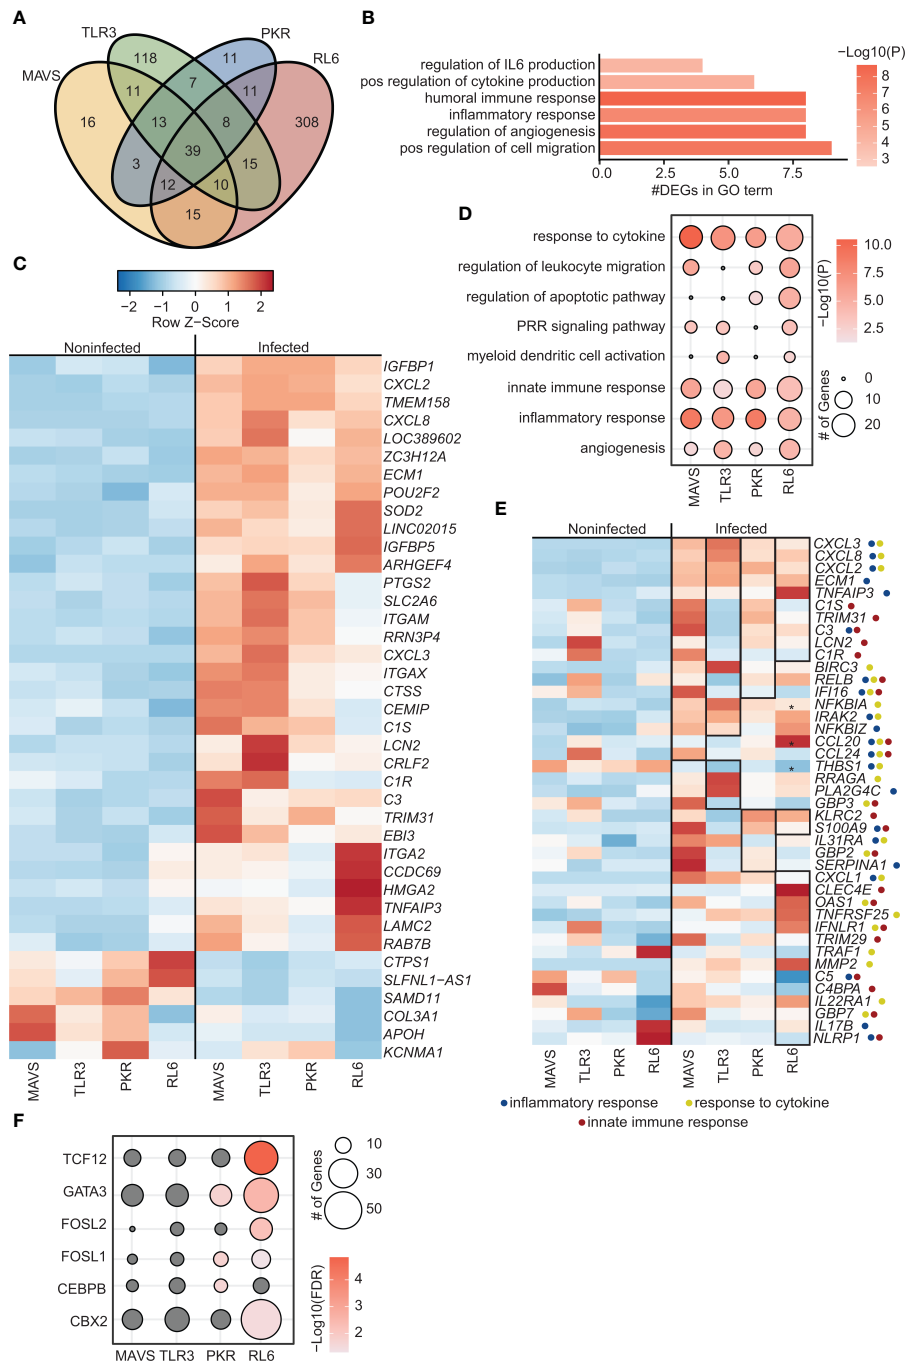 A
MAVS
TLR3
PKR
RL6
118
11
11
7
11
16
13
8
308
39
3
15
12
10
15
B
regulation of IL6 production
pos regulation of cytokine production
humoral immune response
inflammatory response
regulation of angiogenesis
pos regulation of cell migration
0.0 2.5 5.0 7.5
#DEGs in GO term
−Log10(P)
8
7
6
5
4
3
C
−2 −1 0 1 2
Row Z−Score
Noninfected Infected
IGFBP1
CXCL2
TMEM158
CXCL8
LOC389602
ZC3H12A
ECM1
POU2F2
SOD2
LINC02015
IGFBP5
ARHGEF4
PTGS2
SLC2A6
ITGAM
RRN3P4
CXCL3
ITGAX
CTSS
CEMIP
C1S
LCN2
CRLF2
C1R
C3
TRIM31
EBI3
ITGA2
CCDC69
HMGA2
TNFAIP3
LAMC2
RAB7B
CTPS1
SLFNL1−AS1
SAMD11
COL3A1
APOH
KCNMA1
MAVS TLR3 PKR RL6 MAVS TLR3 PKR RL6
D
response to cytokine
regulation of leukocyte migration
regulation of apoptotic pathway
PRR signaling pathway
myeloid dendritic cell activation
innate immune response
inflammatory response
angiogenesis
MAVS TLR3 PKR RL6
−Log10(P)
10.0
7.5
5.0
2.5
# of Genes
0
10
20
E
Noninfected Infected
CXCL3
CXCL8
CXCL2
ECM1
TNFAIP3
C1S
TRIM31
C3
LCN2
C1R
BIRC3
RELB
IFI16
NFKBIA
*
IRAK2
NFKBIZ
CCL20
*
CCL24
THBS1
*
RRAGA
PLA2G4C
GBP3
KLRC2
S100A9
IL31RA
GBP2
SERPINA1
CXCL1
CLEC4E
OAS1
TNFRSF25
IFNLR1
TRIM29
TRAF1
MMP2
C5
C4BPA
IL22RA1
GBP7
IL17B
NLRP1
MAVS TLR3 PKR RL6 MAVS TLR3 PKR RL6
inflammatory response response to cytokine
innate immune response
F
TCF12
GATA3
FOSL2
FOSL1
CEBPB
CBX2
MAVS TLR3 PKR RL6
# of Genes
10
30
50
−Log10(FDR)
4
3
2